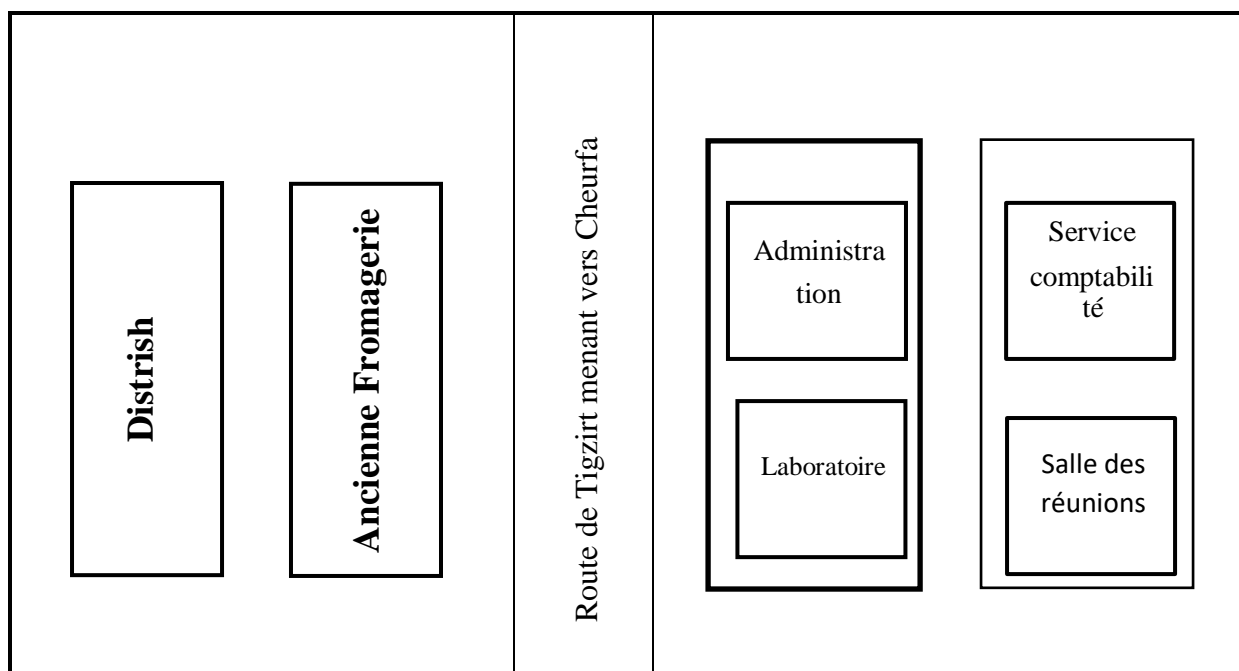 Distrish
Ancienne Fromagerie
Route de Tigzirt menant vers Cheurfa
Administra
tion
Laboratoire
Service
comptabili
té
Salle des
réunions